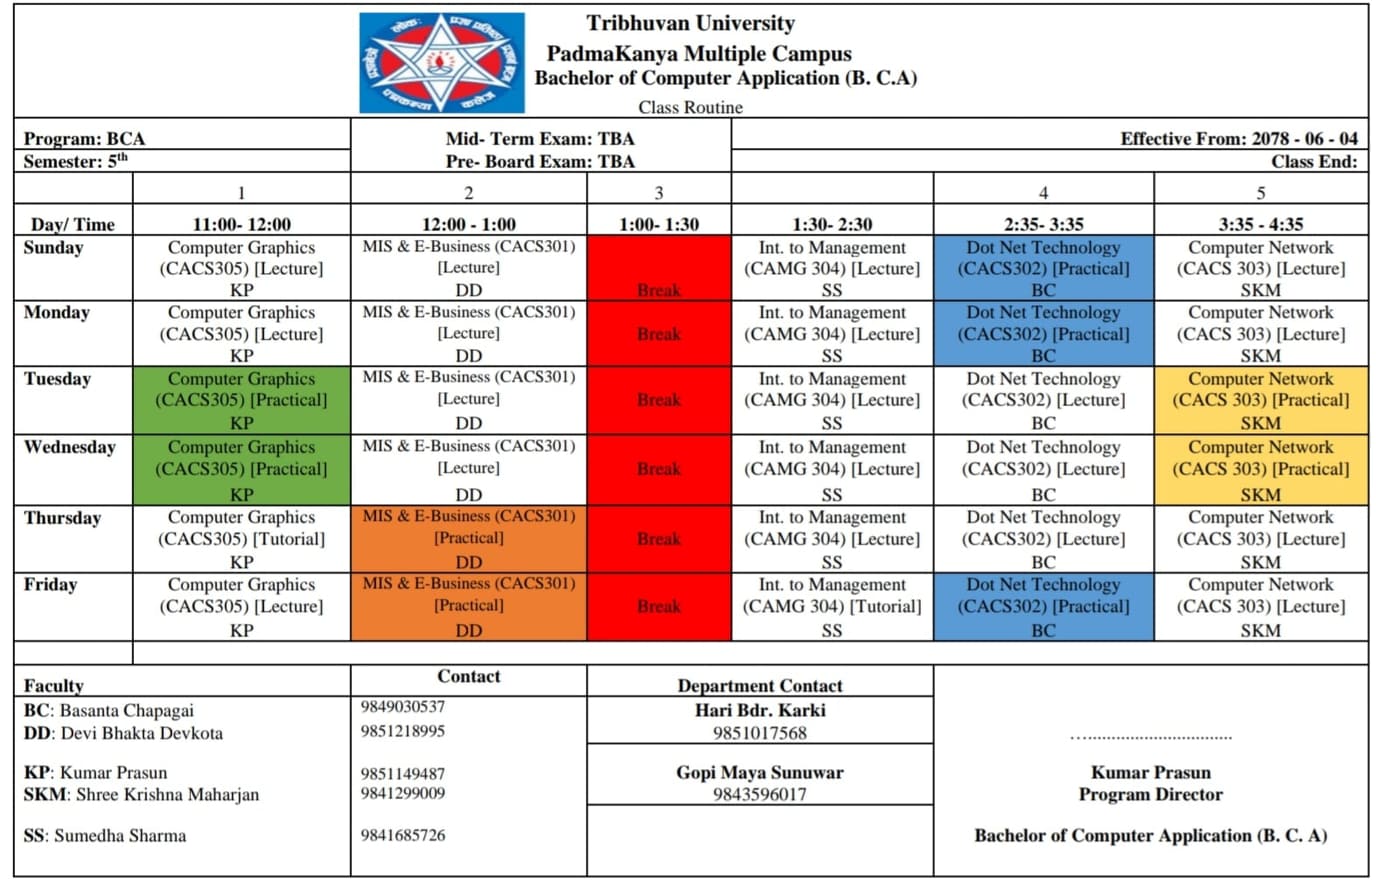 Tribhuvan University
PadmaKanya Multiple Campus
Bachelor of Computer Application (B. C.A)
Class Routine
Program: BCA
Semester: 5th
Mid- Term Exam: TBA
Pre- Board Exam: TBA
Effective From: 2078 - 06 - 04
Class End:
1 2 3 4 5
Day/ Time 11:00- 12:00 12:00 - 1:00 1:00- 1:30 1:30- 2:30 2:35- 3:35 3:35 - 4:35
Sunday
Computer Graphics
(CACS305) [Lecture]
KP
MIS & E-Business (CACS301)
[Lecture]
DD
Break
Int. to Management
(CAMG 304) [Lecture]
SS
Dot Net Technology
(CACS302) [Practical]
BC
Computer Network
(CACS 303) [Lecture]
SKM
Monday
Computer Graphics
(CACS305) [Lecture]
KP
MIS & E-Business (CACS301)
[Lecture]
DD
Break
Int. to Management
(CAMG 304) [Lecture]
SS
Dot Net Technology
(CACS302) [Practical]
BC
Computer Network
(CACS 303) [Lecture]
SKM
Tuesday
Computer Graphics
(CACS305) [Practical]
KP
MIS & E-Business (CACS301)
[Lecture]
DD
Break
Int. to Management
(CAMG 304) [Lecture]
SS
Dot Net Technology
(CACS302) [Lecture]
BC
Computer Network
(CACS 303) [Practical]
SKM
Wednesday
Computer Graphics
(CACS305) [Practical]
KP
MIS & E-Business (CACS301)
[Lecture]
DD
Break
Int. to Management
(CAMG 304) [Lecture]
SS
Dot Net Technology
(CACS302) [Lecture]
BC
Computer Network
(CACS 303) [Practical]
SKM
Thursday
Computer Graphics
(CACS305) [Tutorial]
KP
MIS & E-Business (CACS301)
[Practical]
DD
Break
Int. to Management
(CAMG 304) [Lecture]
SS
Dot Net Technology
(CACS302) [Lecture]
BC
Computer Network
(CACS 303) [Lecture]
SKM
Friday
Computer Graphics
(CACS305) [Lecture]
KP
MIS & E-Business (CACS301)
[Practical]
DD
Break
Int. to Management
(CAMG 304) [Tutorial]
SS
Dot Net Technology
(CACS302) [Practical]
BC
Computer Network
(CACS 303) [Lecture]
SKM
Faculty
BC: Basanta Chapagai
DD: Devi Bhakta Devkota
KP: Kumar Prasun
SKM: Shree Krishna Maharjan
SS: Sumedha Sharma
Contact
9849030537
9851218995
9851149487
9841299009
9841685726
Department Contact
Hari Bdr. Karki
9851017568
Gopi Maya Sunuwar
9843596017
Kumar Prasun
Program Director
Bachelor of Computer Application (B. C. A)